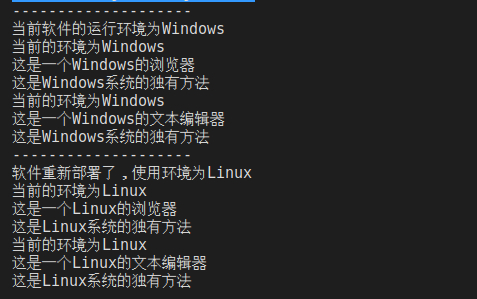 --------------------
当前软件的运行环境为Windows
当前的环境为Windows
这是一个Windows的浏览器
这是Windows系统的独有方法
当前的环境为Windows
这是一个Windows的文本编辑器
这是Windows系统的独有方法
--------------------
软件重新部署了,使用环境为Linux
当前的环境为Linux
这是一个Linux的浏览器
这是Linux系统的独有方法
当前的环境为Linux
这是一个Linux的文本编辑器
这是Linux系统的独有方法